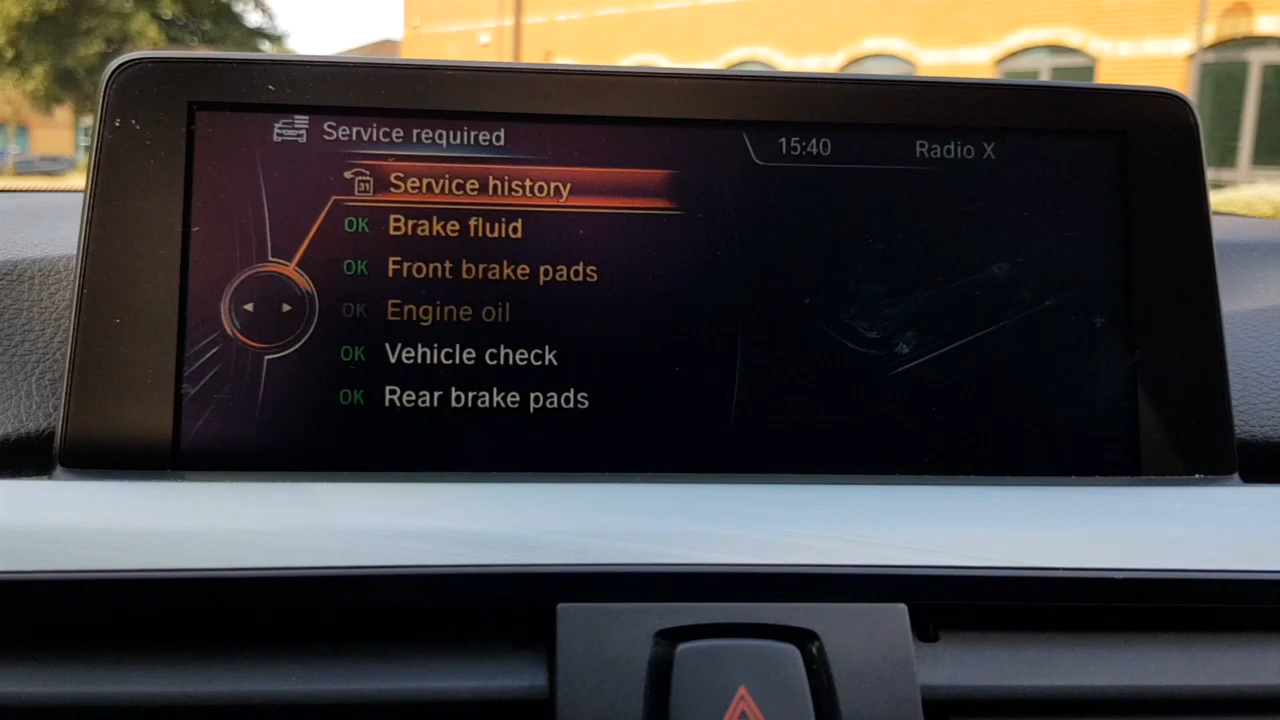 Service required
15:40
Radio X
31
Service history
OK Brake fluid
OK Front brake pads
OK Engine oil
OK Vehicle check
OK Rear brake pads